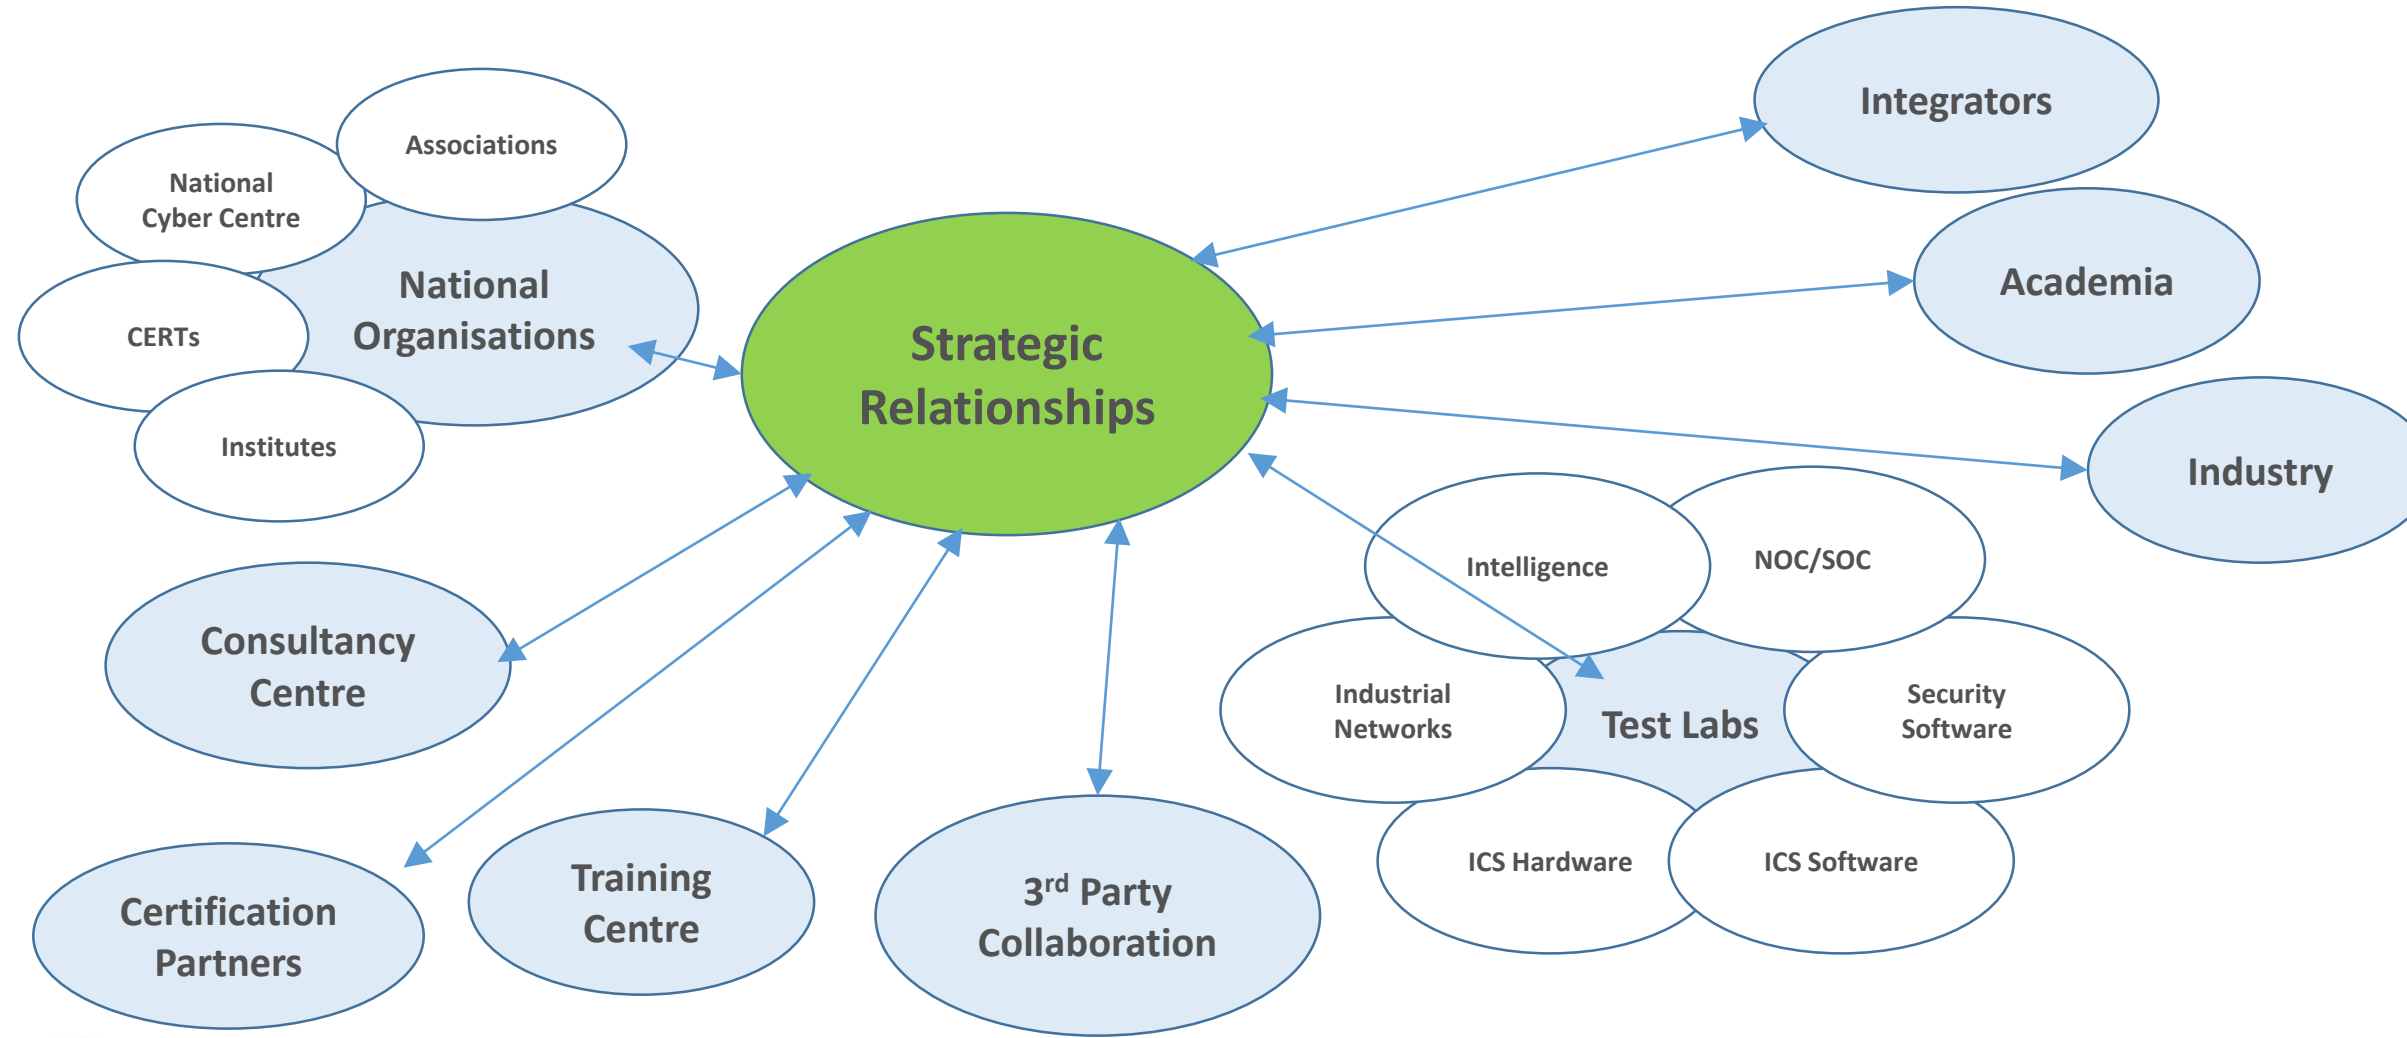 Integrators
Associations
National
Cyber Centre
Academia
National
Organisations
CERTs
Strategic
Relationships
Institutes
Industry
Intelligence
NOC/SOC
Consultancy
Centre
Industrial
Networks
Test Labs
Security
Software
ICS Hardware
ICS Software
Certification
Partners
Training
Centre
3rd Party
Collaboration